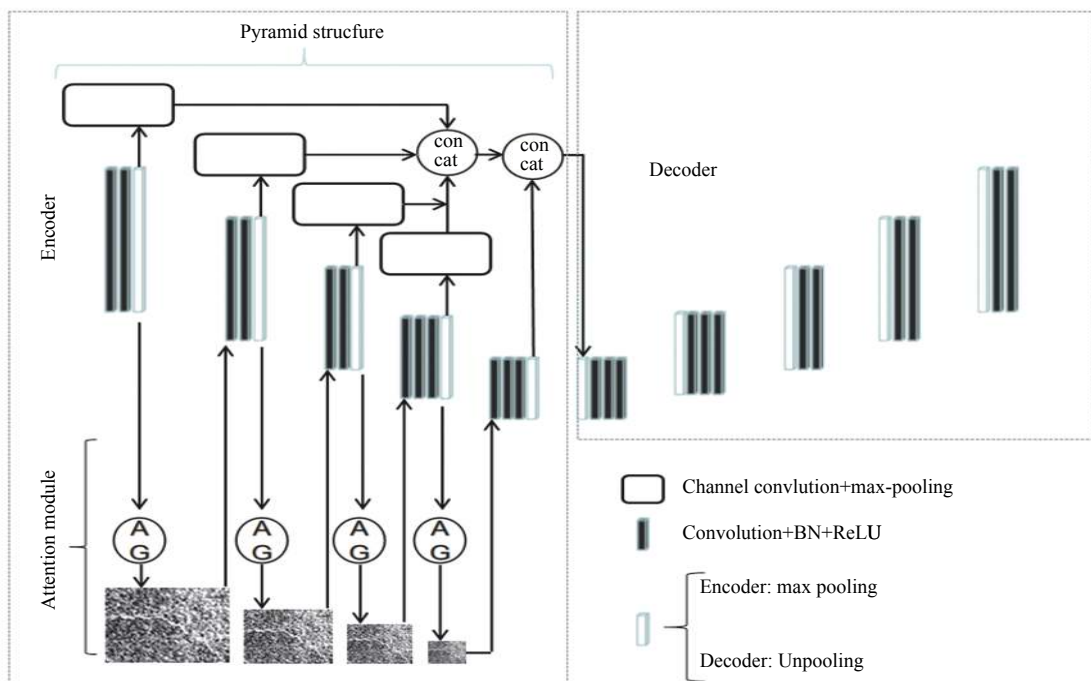 Pyramid strucfure
con
cat
con
cat
Encoder
Decoder
Attention module
A
G
A
G
A
G
A
G
Channel convlution+max-pooling
Convolution+BN+ReLU
Encoder: max pooling
Decoder: Unpooling